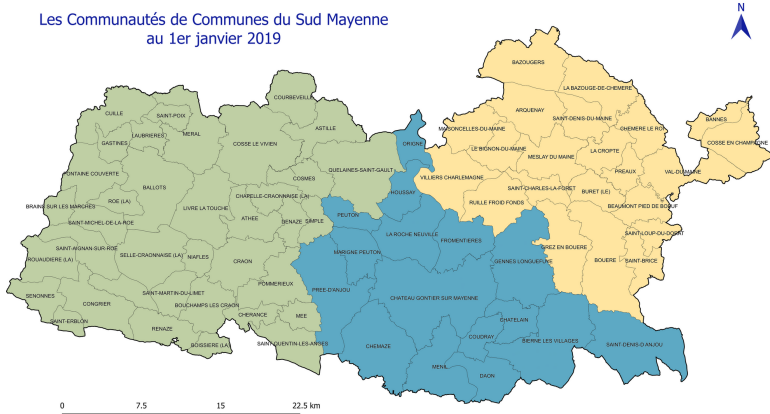 Les Communautés de Communes du Sud Mayenne
au 1er janvier 2019
N
BAZOUGERS
LA BAZOUGE-DE-CHEMERE
COURBEVEILLE
ARQUENAY
CUILLE
SAINT-POIX
SAINT-DENIS-DU-MAINE
BANNES
ASTILLE
MAISONCELLES-DU-MAINE
CHEMERE LE ROI
LAUBRIERES
MERAL
GASTINES
COSSE LE VIVIEN
ORIGNE
COSSE EN CHAMPAGNE
LE BIGNON-DU-MAINE
LA CROPTE
MESLAY DU MAINE
QUELAINES-SAINT-GAULT
PREAUX
VAL-DU-MAINE
FONTAINE COUVERTE
COSMES
VILLIERS CHARLEMAGNE
BALLOTS
SAINT-CHARLES-LA-FORET
BURET (LE)
HOUSSAY
CHAPELLE-CRAONNAISE (LA)
ROE (LA)
RUILLE FROID FONDS
BEAUMONT PIED DE BOEUF
BRAINS SUR LES MARCHES
LIVRE LA TOUCHE
PEUTON
SAINT-MICHEL-DE-LA-ROE
ATHEE
DENAZE
SIMPLE
LA ROCHE NEUVILLE
SAINT-LOUP-DU-DORAT
FROMENTIERES
SAINT-AIGNAN-SUR-ROE
GREZ EN BOUERE
MARIGNE PEUTON
SELLE-CRAONNAISE (LA)
NIAFLES
ROUAUDIERE (LA)
CRAON
GENNES LONGUEFUYE
BOUERE
SAINT-BRICE
POMMERIEUX
PREE-D'ANJOU
SAINT-MARTIN-DU-LIMET
SENONNES
CHATEAU GONTIER SUR MAYENNE
CONGRIER
BOUCHAMPS LES CRAON
CHERANCE
MEE
SAINT-ERBLON
CHATELAIN
RENAZE
COUDRAY
BIERNE LES VILLAGES
BOISSIERE (LA)
SAINT-QUENTIN-LES-ANGES
CHEMAZE
SAINT-DENIS-D ANJOU
MENIL
DAON
0 7.5 15 22.5 km